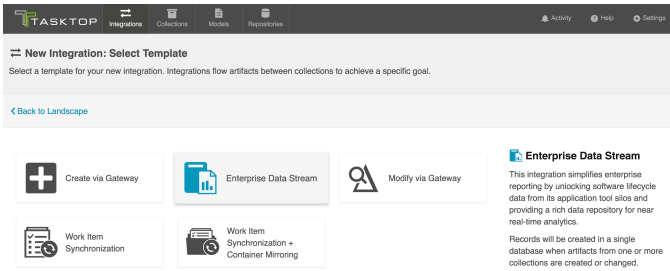 TASKTOP
Integrations
Collections
Models
Repositories
Activity
Help
Settings
New Integration: Select Template
Select a template for your new integration. Integrations flow artifacts between collections to achieve a specific goal.
Back to Landscape
Create via Gateway
Enterprise Data Stream
Modify via Gateway
Work Item
Synchronization
Work Item
Synchronization +
Container Mirroring
Enterprise Data Stream
This integration simplifies enterprise
reporting by unlocking software lifecycle
data from its application tool silos and
providing a rich data repository for near
real-time analytics.
Records will be created in a single
database when artifacts from one or more
collections are created or changed.